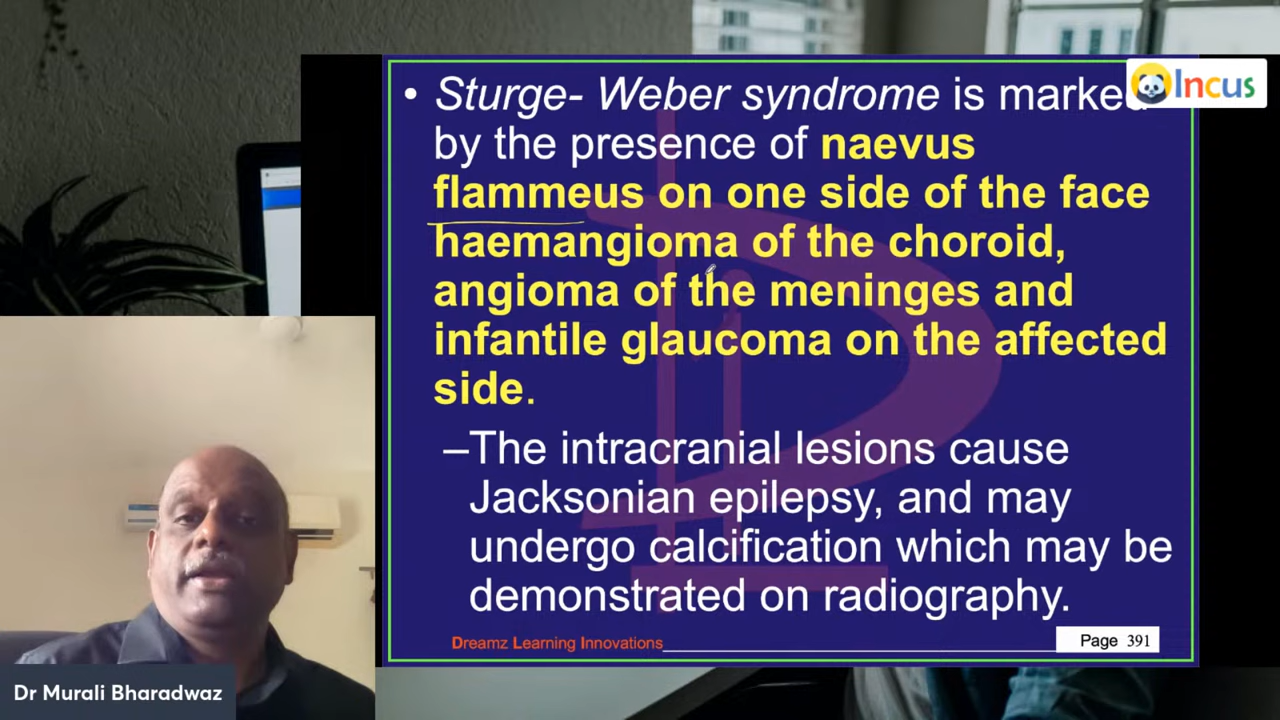 • Sturge- Weber syndrome is marked
by the presence of naevus
flammeus on one side of the face
haemangioma of the choroid,
angioma of the meninges and
infantile glaucoma on the affected
side.
–The intracranial lesions cause
Jacksonian epilepsy, and may
undergo calcification which may be
demonstrated on radiography.
Dreamz Learning Innovations
Page 391
Incus
Dr Murali Bharadwaz